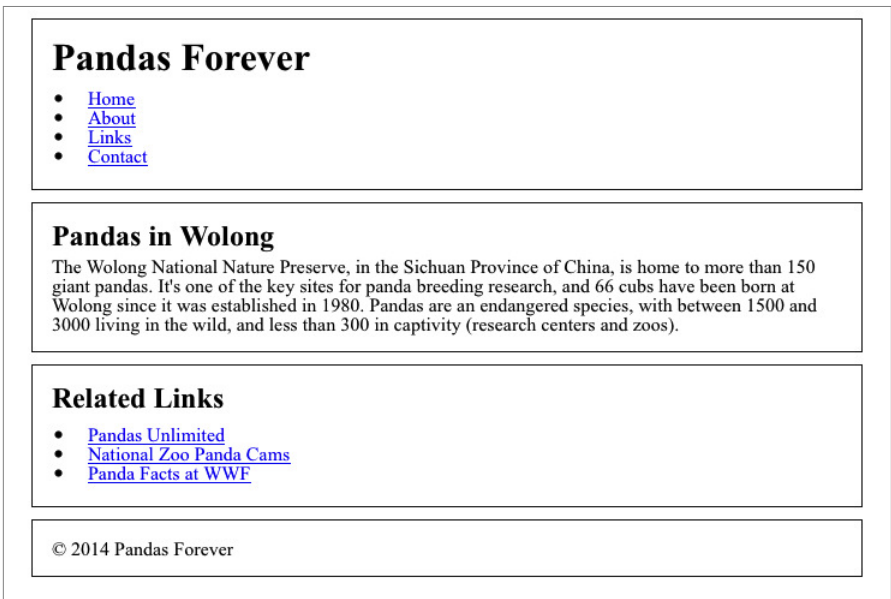 Pandas Forever
Home
About
Links
Contact
Pandas in Wolong
The Wolong National Nature Preserve, in the Sichuan Province of China, is home to more than 150
giant pandas. It's one of the key sites for panda breeding research, and 66 cubs have been born at
Wolong since it was established in 1980. Pandas are an endangered species, with between 1500 and
3000 living in the wild, and less than 300 in captivity (research centers and zoos).
Related Links
Pandas Unlimited
National Zoo Panda Cams
Panda Facts at WWF
© 2014 Pandas Forever